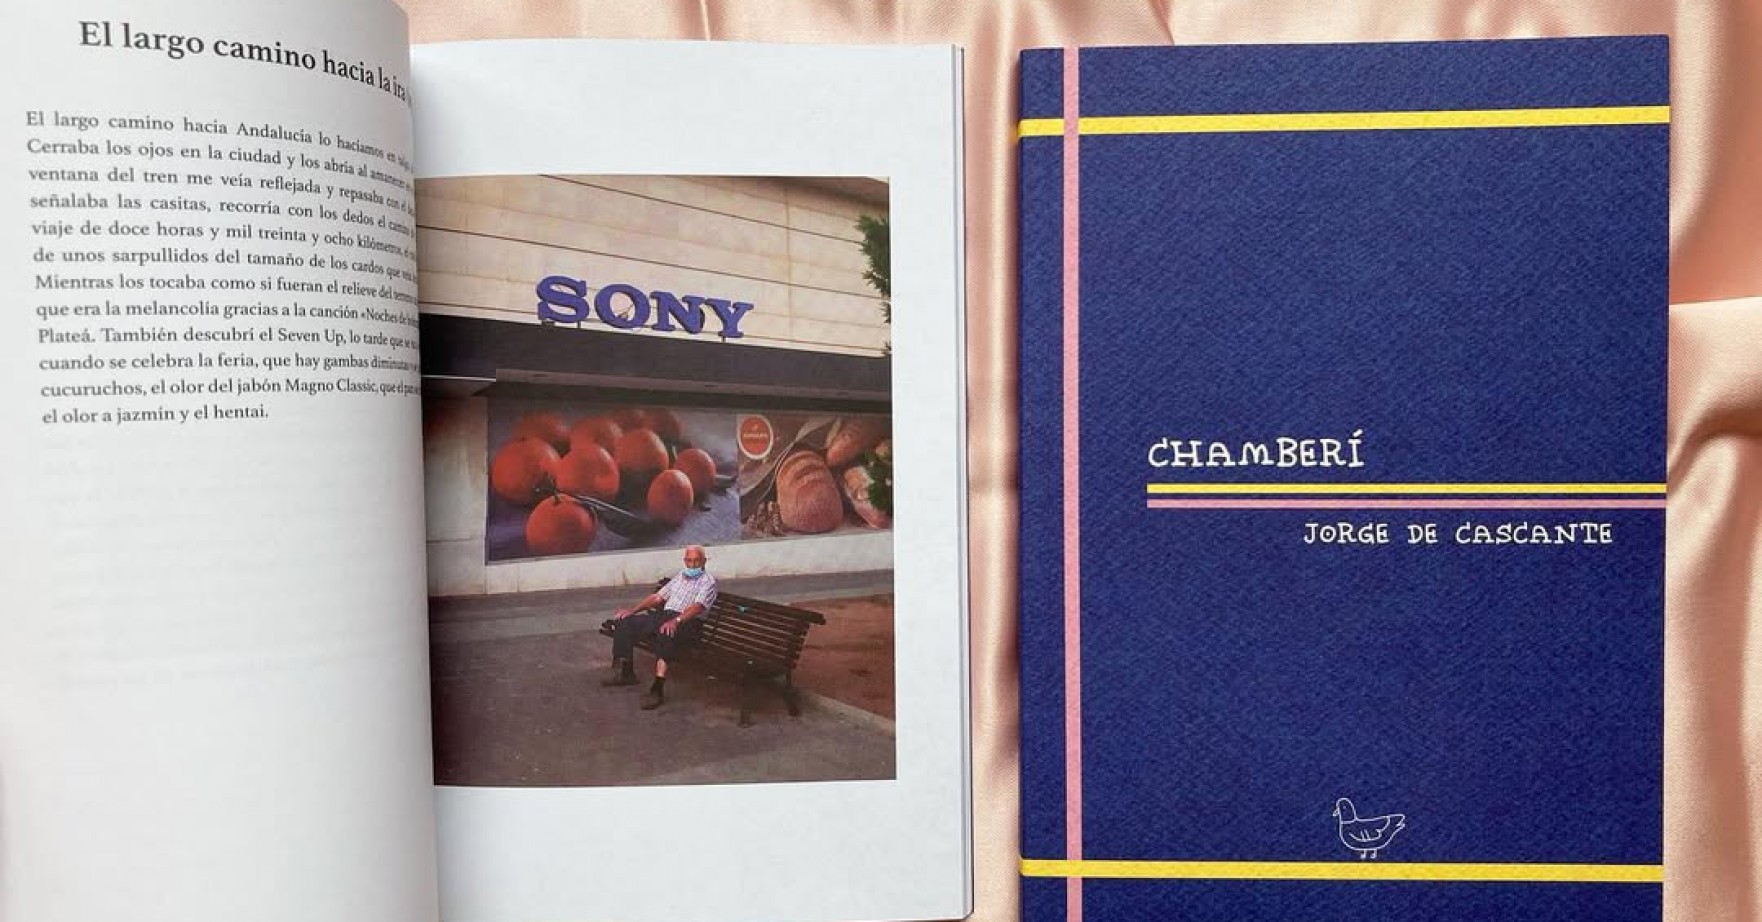 El largo camino hacia la ira
El largo camino hacia Andalucía lo hacíamos en
Cerraba los ojos en la ciudad y los abría al amanecer
ventana del tren me veía reflejada y repasaba con el
señalaba las casitas, recorría con los dedos el camino
viaje de doce horas y mil treinta y ocho kilómetros, el
de unos sarpullidos del tamaño de los cardos que
Mientras los tocaba como si fueran el relieve del
que era la melancolía gracias a la canción «Noches de
Plateá. También descubrí el Seven Up, lo tarde que se
cuando se celebra la feria, que hay gambas diminutas
cucuruchos, el olor del jabón Magno Classic, que el
el olor a jazmín y el hentai.
SONY
CHAMBERÍ
JORGE DE CASCANTE